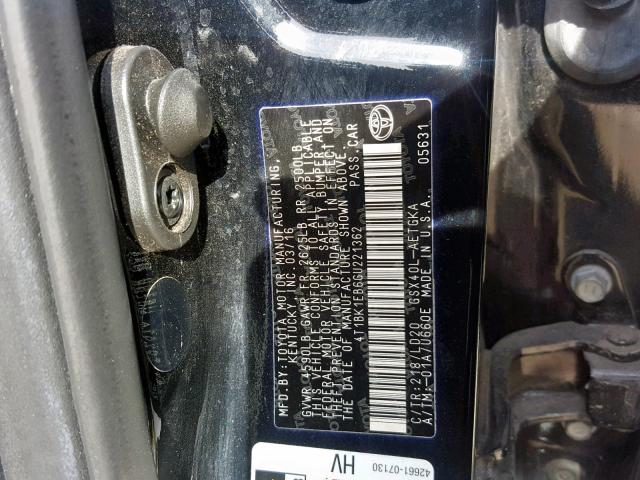 MFD.BY: TOYOTA MOTOR MANUFACTURING,
KENTUCKY, INC. 03/16
GVWR 4590LB GAWR FR 2625LB RR 2500LB
THIS VEHICLE CONFORMS TO ALL APPLICABLE
FEDERAL MOTOR VEHICLE SAFETY BUMPER, AND
THEFT PREVENTION STANDARDS IN EFFECT ON
THE DATE OF MANUFACTURE SHOWN ABOVE.
4T1BK1EB6GU221362 PASS.CAR
C/TR:218/LD20 GSX40L-AETGKA
A/TM:-01A/U660E MADE IN U.S.A. 05631
TOYOTA
HV
42661-07130